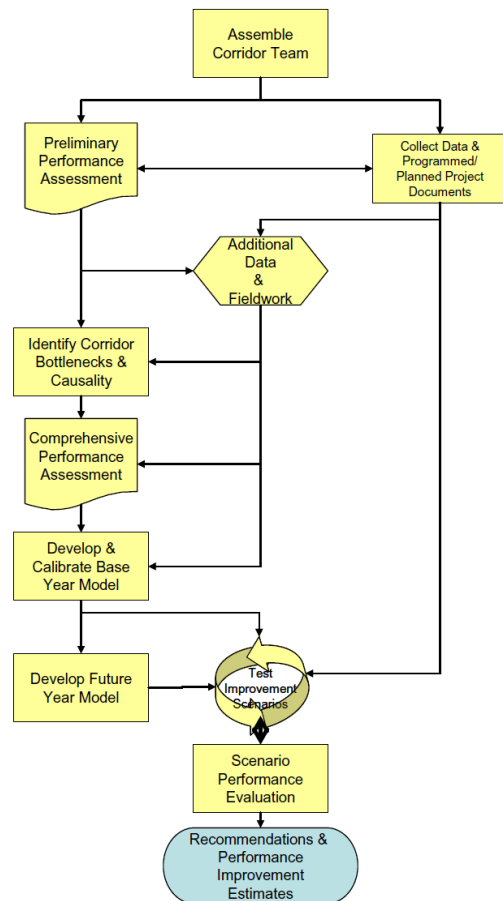 Assemble
Corridor Team
Preliminary
Performance
Assessment
Collect Data &
Programmed/
Planned Project
Documents
Additional
Data
&
Fieldwork
Identify Corridor
Bottlenecks &
Causality
Comprehensive
Performance
Assessment
Develop &
Calibrate Base
Year Model
Develop Future
Year Model
Test
Improvement
Scenarios
Scenario
Performance
Evaluation
Recommendations &
Performance
Improvement
Estimates